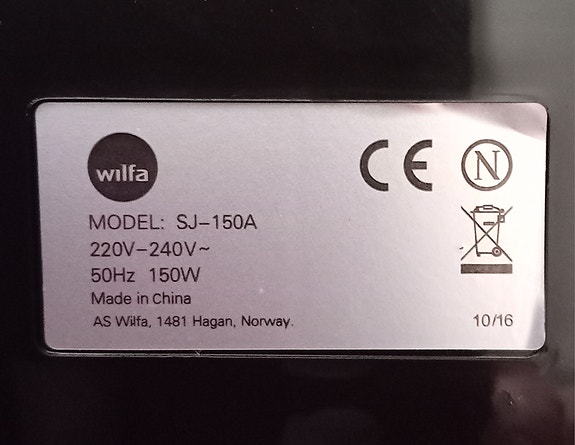 wilfa
CE
N
MODEL: SJ-150A
220V-240V~
50Hz 150W
Made in China
AS Wilfa, 1481 Hagan, Norway.
10/16